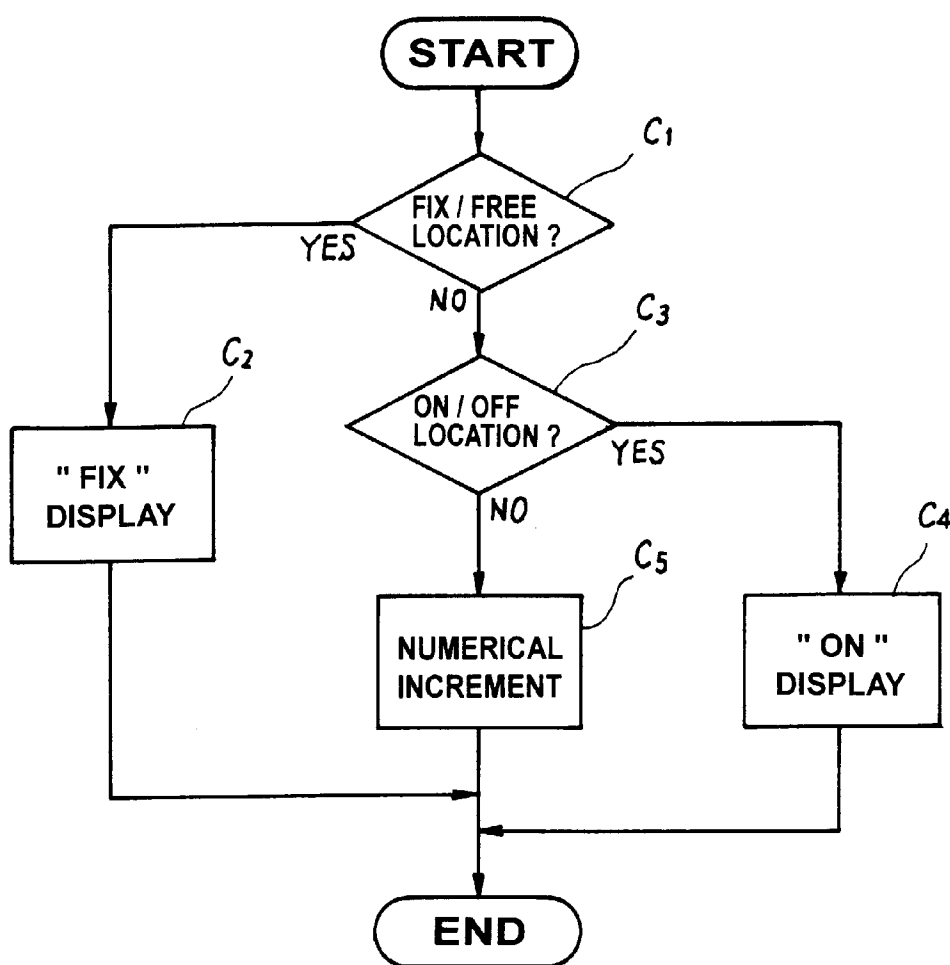 START
C1
FIX / FREE
LOCATION ?
YES
NO
C3
C2
ON / OFF
LOCATION ?
YES
" FIX "
DISPLAY
NO
C4
C5
NUMERICAL
INCREMENT
" ON "
DISPLAY
END